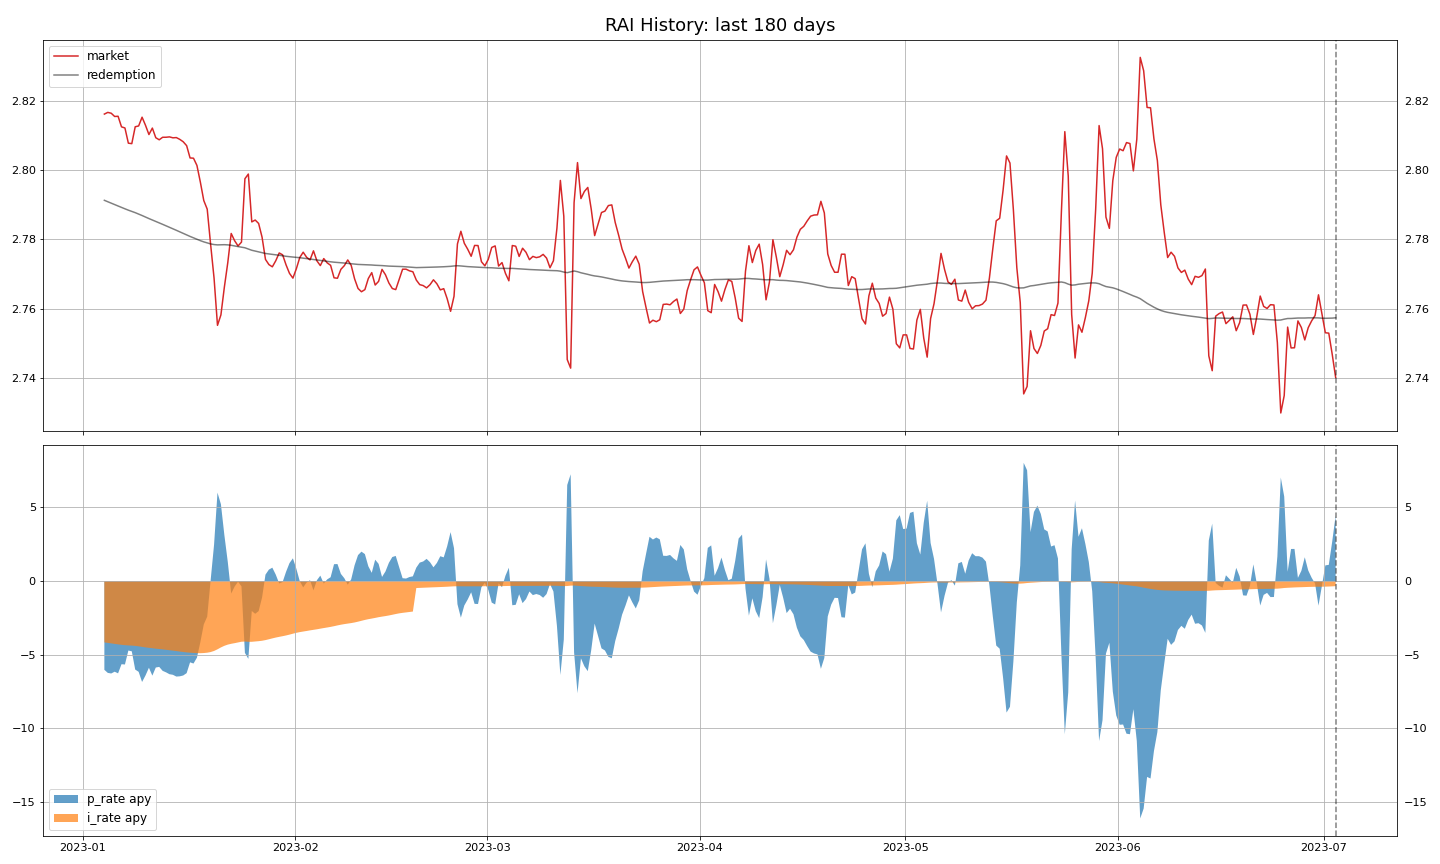 RAI History: last 180 days
market
redemption
2.82 2.82
2.80 2.80
2.78 2.78
2.76 2.76
2.74 2.74
5 5
0 0
−5 −5
−10 −10
−15 −15
p_rate apy
i_rate apy
2023-01 2023-02 2023-03 2023-04 2023-05 2023-06 2023-07